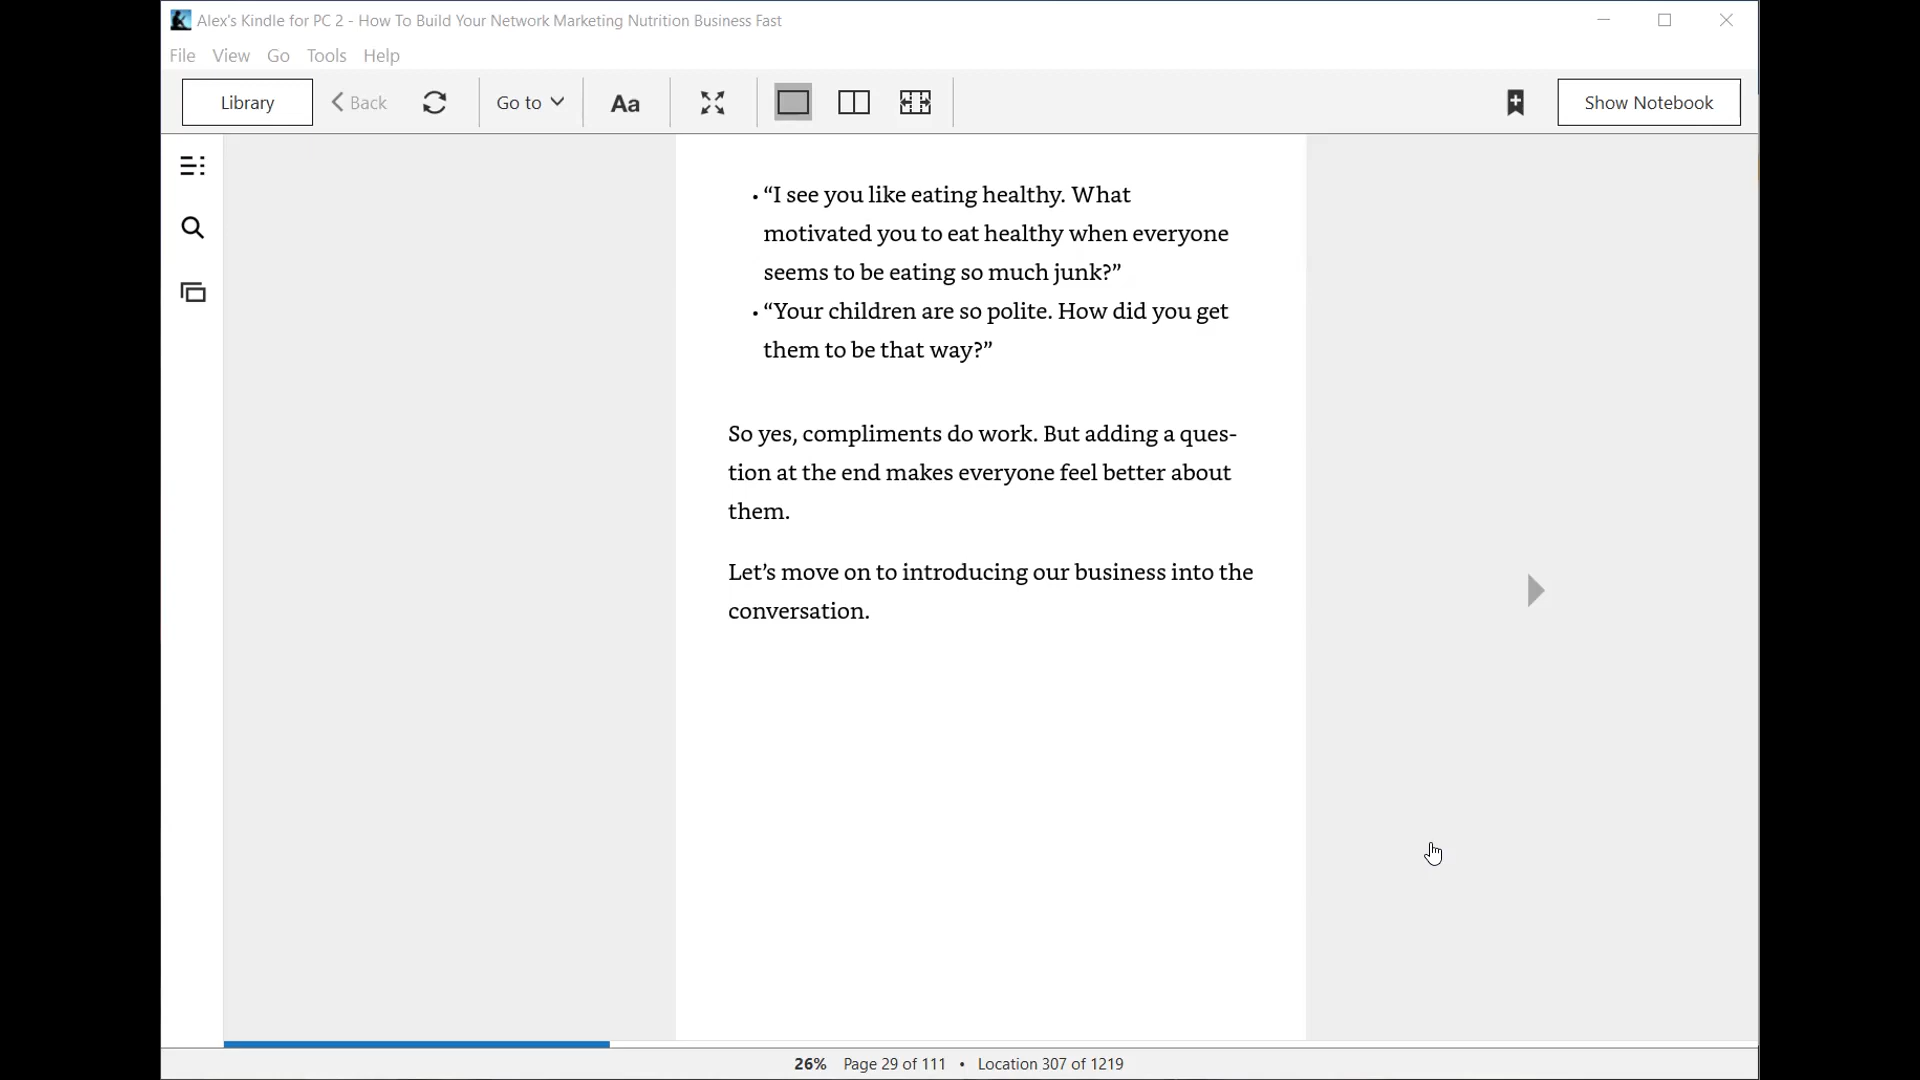 Alex's Kindle for PC 2 - How To Build Your Network Marketing Nutrition Business Fast
File View Go Tools Help
Library Back Go to Aa Show Notebook
• “I see you like eating healthy. What
motivated you to eat healthy when everyone
seems to be eating so much junk?”
• “Your children are so polite. How did you get
them to be that way?”
So yes, compliments do work. But adding a ques-
tion at the end makes everyone feel better about
them.
Let’s move on to introducing our business into the
conversation.
26% Page 29 of 111 • Location 307 of 1219